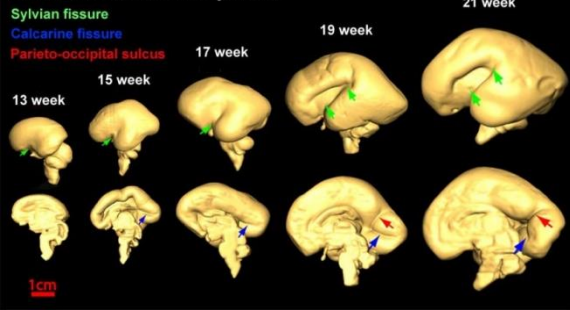 Sylvian fissure
Calcarine fissure
Parieto-occipital sulcus
13 week
15 week
17 week
19 week
21 week
1cm